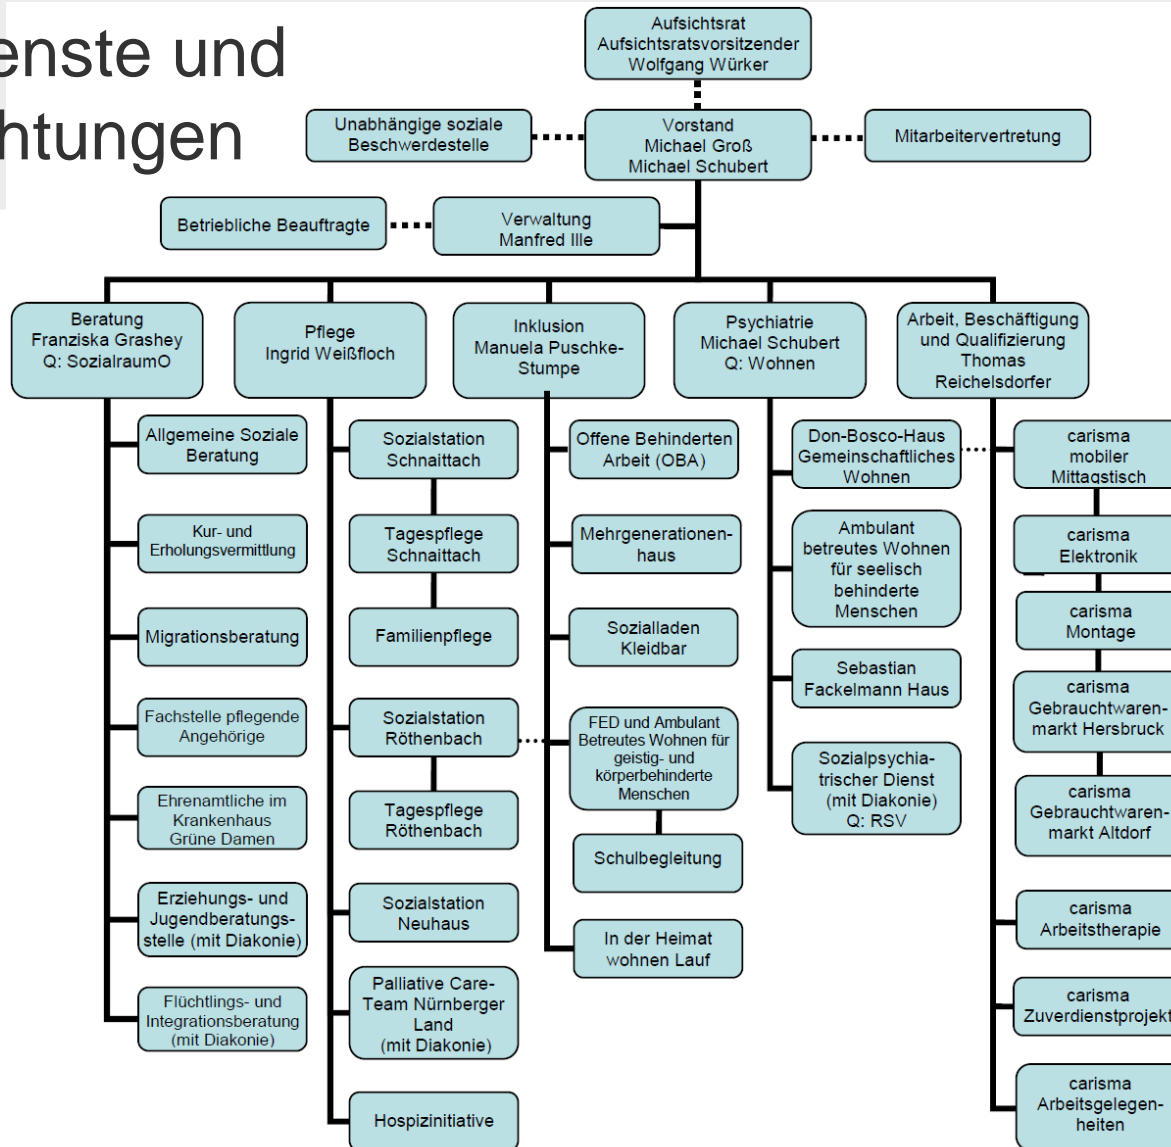 enste und
chtungen
Aufsichtsrat
Aufsichtsratsvorsitzender
Wolfgang Würker
Unabhängige soziale
Beschwerdestelle
Vorstand
Michael Groß
Michael Schubert
Mitarbeitervertretung
Betriebliche Beauftragte
Verwaltung
Manfred Ille
Beratung
Franziska Grashey
Q: SozialraumO
Pflege
Ingrid Weißfloch
Inklusion
Manuela Puschke-
Stumpe
Psychiatrie
Michael Schubert
Q: Wohnen
Arbeit, Beschäftigung
und Qualifizierung
Thomas
Reichelsdorfer
Allgemeine Soziale
Beratung
Kur- und
Erholungsvermittlung
Migrationsberatung
Fachstelle pflegende
Angehörige
Ehrenamtliche im
Krankenhaus
Grüne Damen
Erziehungs- und
Jugendberatungs-
stelle (mit Diakonie)
Flüchtlings- und
Integrationsberatung
(mit Diakonie)
Sozialstation
Schnaittach
Tagespflege
Schnaittach
Familienpflege
Sozialstation
Röthenbach
Tagespflege
Röthenbach
Sozialstation
Neuhaus
Palliative Care-
Team Nürnberger
Land
(mit Diakonie)
Hospizinitiative
Offene Behinderten
Arbeit (OBA)
Mehrgenerationen-
haus
Sozialladen
Kleidbar
FED und Ambulant
Betreutes Wohnen für
geistig- und
körperbehinderte
Menschen
Schulbegleitung
In der Heimat
wohnen Lauf
Don-Bosco-Haus
Gemeinschaftliches
Wohnen
Ambulant
betreutes Wohnen
für seelisch
behinderte
Menschen
Sebastian
Fackelmann Haus
Sozialpsychia-
trischer Dienst
(mit Diakonie)
Q: RSV
carisma
mobiler
Mittagstisch
carisma
Elektronik
carisma
Montage
carisma
Gebrauchtwaren-
markt Hersbruck
carisma
Gebrauchtwaren-
markt Altdorf
carisma
Arbeitstherapie
carisma
Zuverdienstprojekt
carisma
Arbeitsgelegen-
heiten